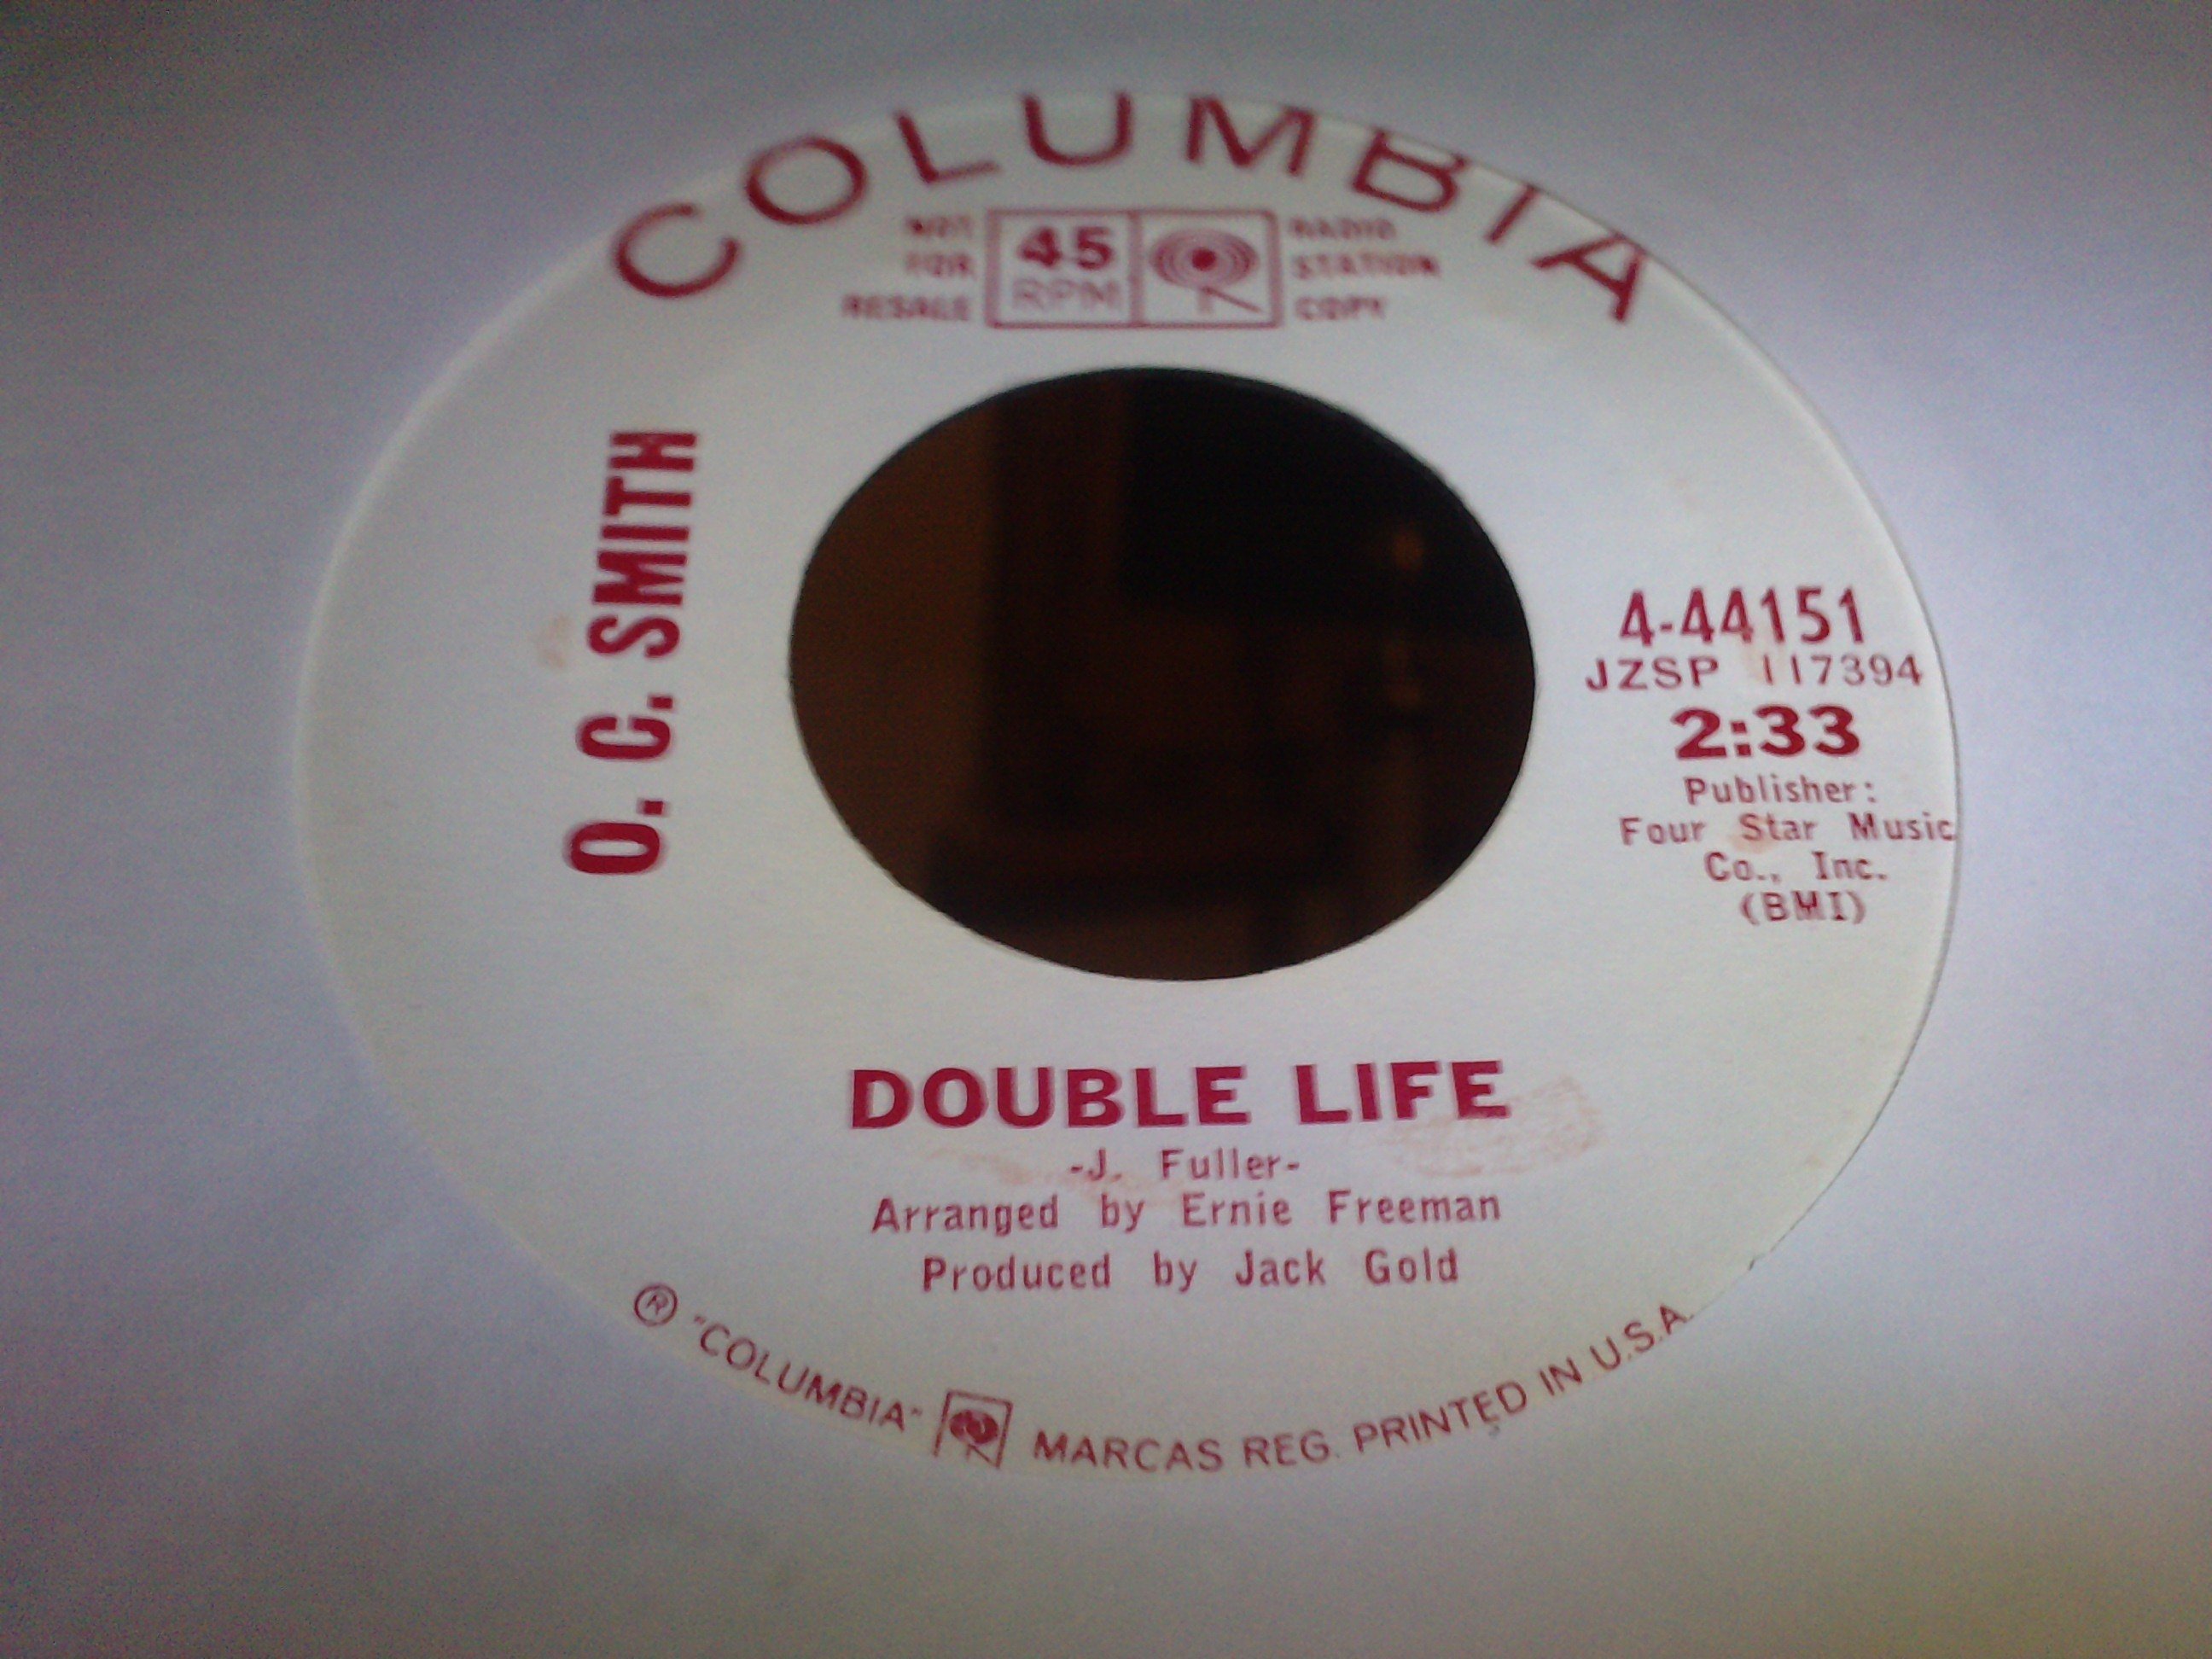 COLUMBIA
NOT
FOR
RESALE
45
RPM
RADIO
STATION
COPY
O. C. SMITH
4-44151
JZSP 117394
2:33
Publisher:
Four Star Music
Co., Inc.
(BMI)
DOUBLE LIFE
-J. Fuller-
Arranged by Ernie Freeman
Produced by Jack Gold
® "COLUMBIA" MARCAS REG. PRINTED IN U.S.A.